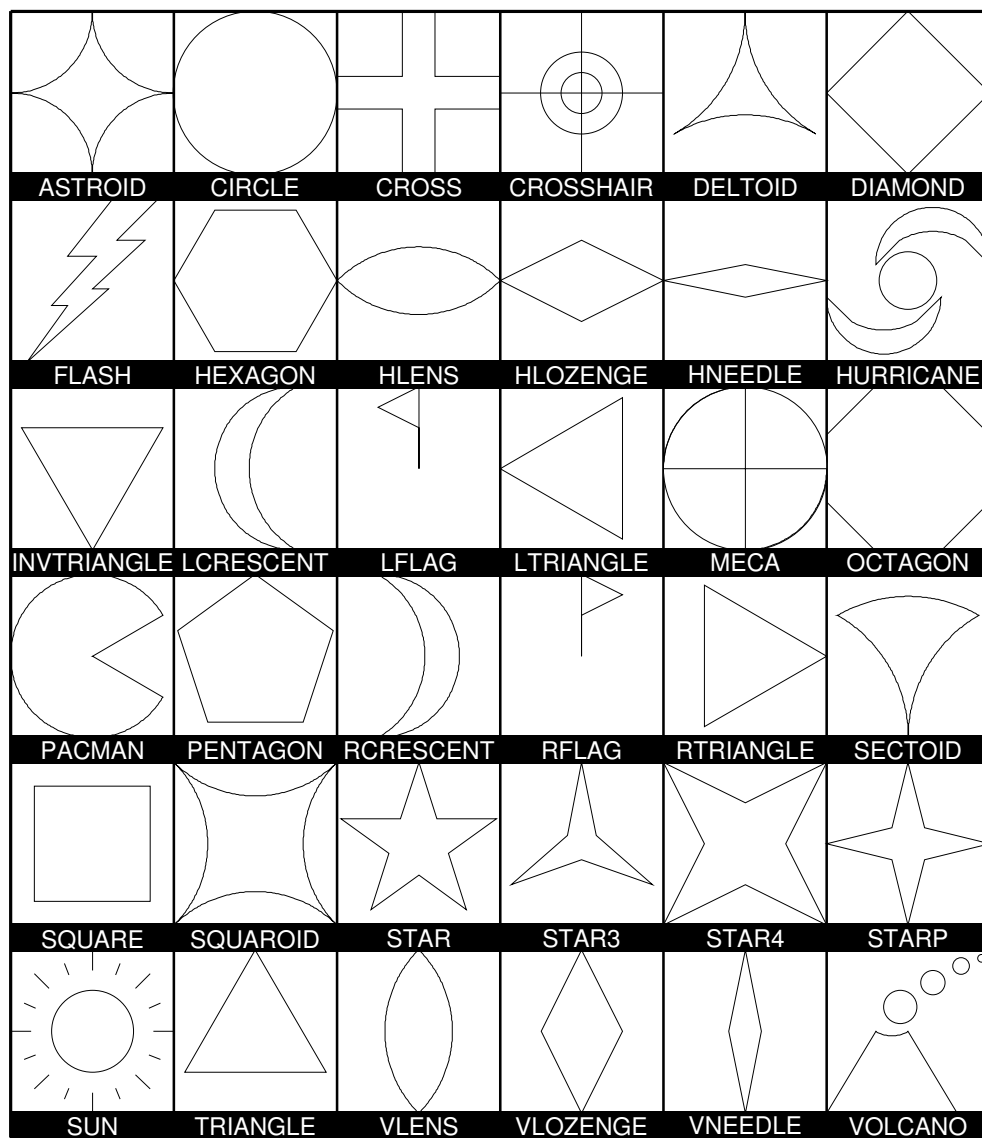 ASTROID CIRCLE CROSS CROSSHAIR DELTOID DIAMOND
FLASH HEXAGON HLENS HLOZENGE HNEEDLE HURRICANE
INVTRIANGLE LCRESCENT LFLAG LTRIANGLE MECA OCTAGON
PACMAN PENTAGON RCRESCENT RFLAG RTRIANGLE SECTOID
SQUARE SQUAROID STAR STAR3 STAR4 STARP
SUN TRIANGLE VLENS VLOZENGE VNEEDLE VOLCANO